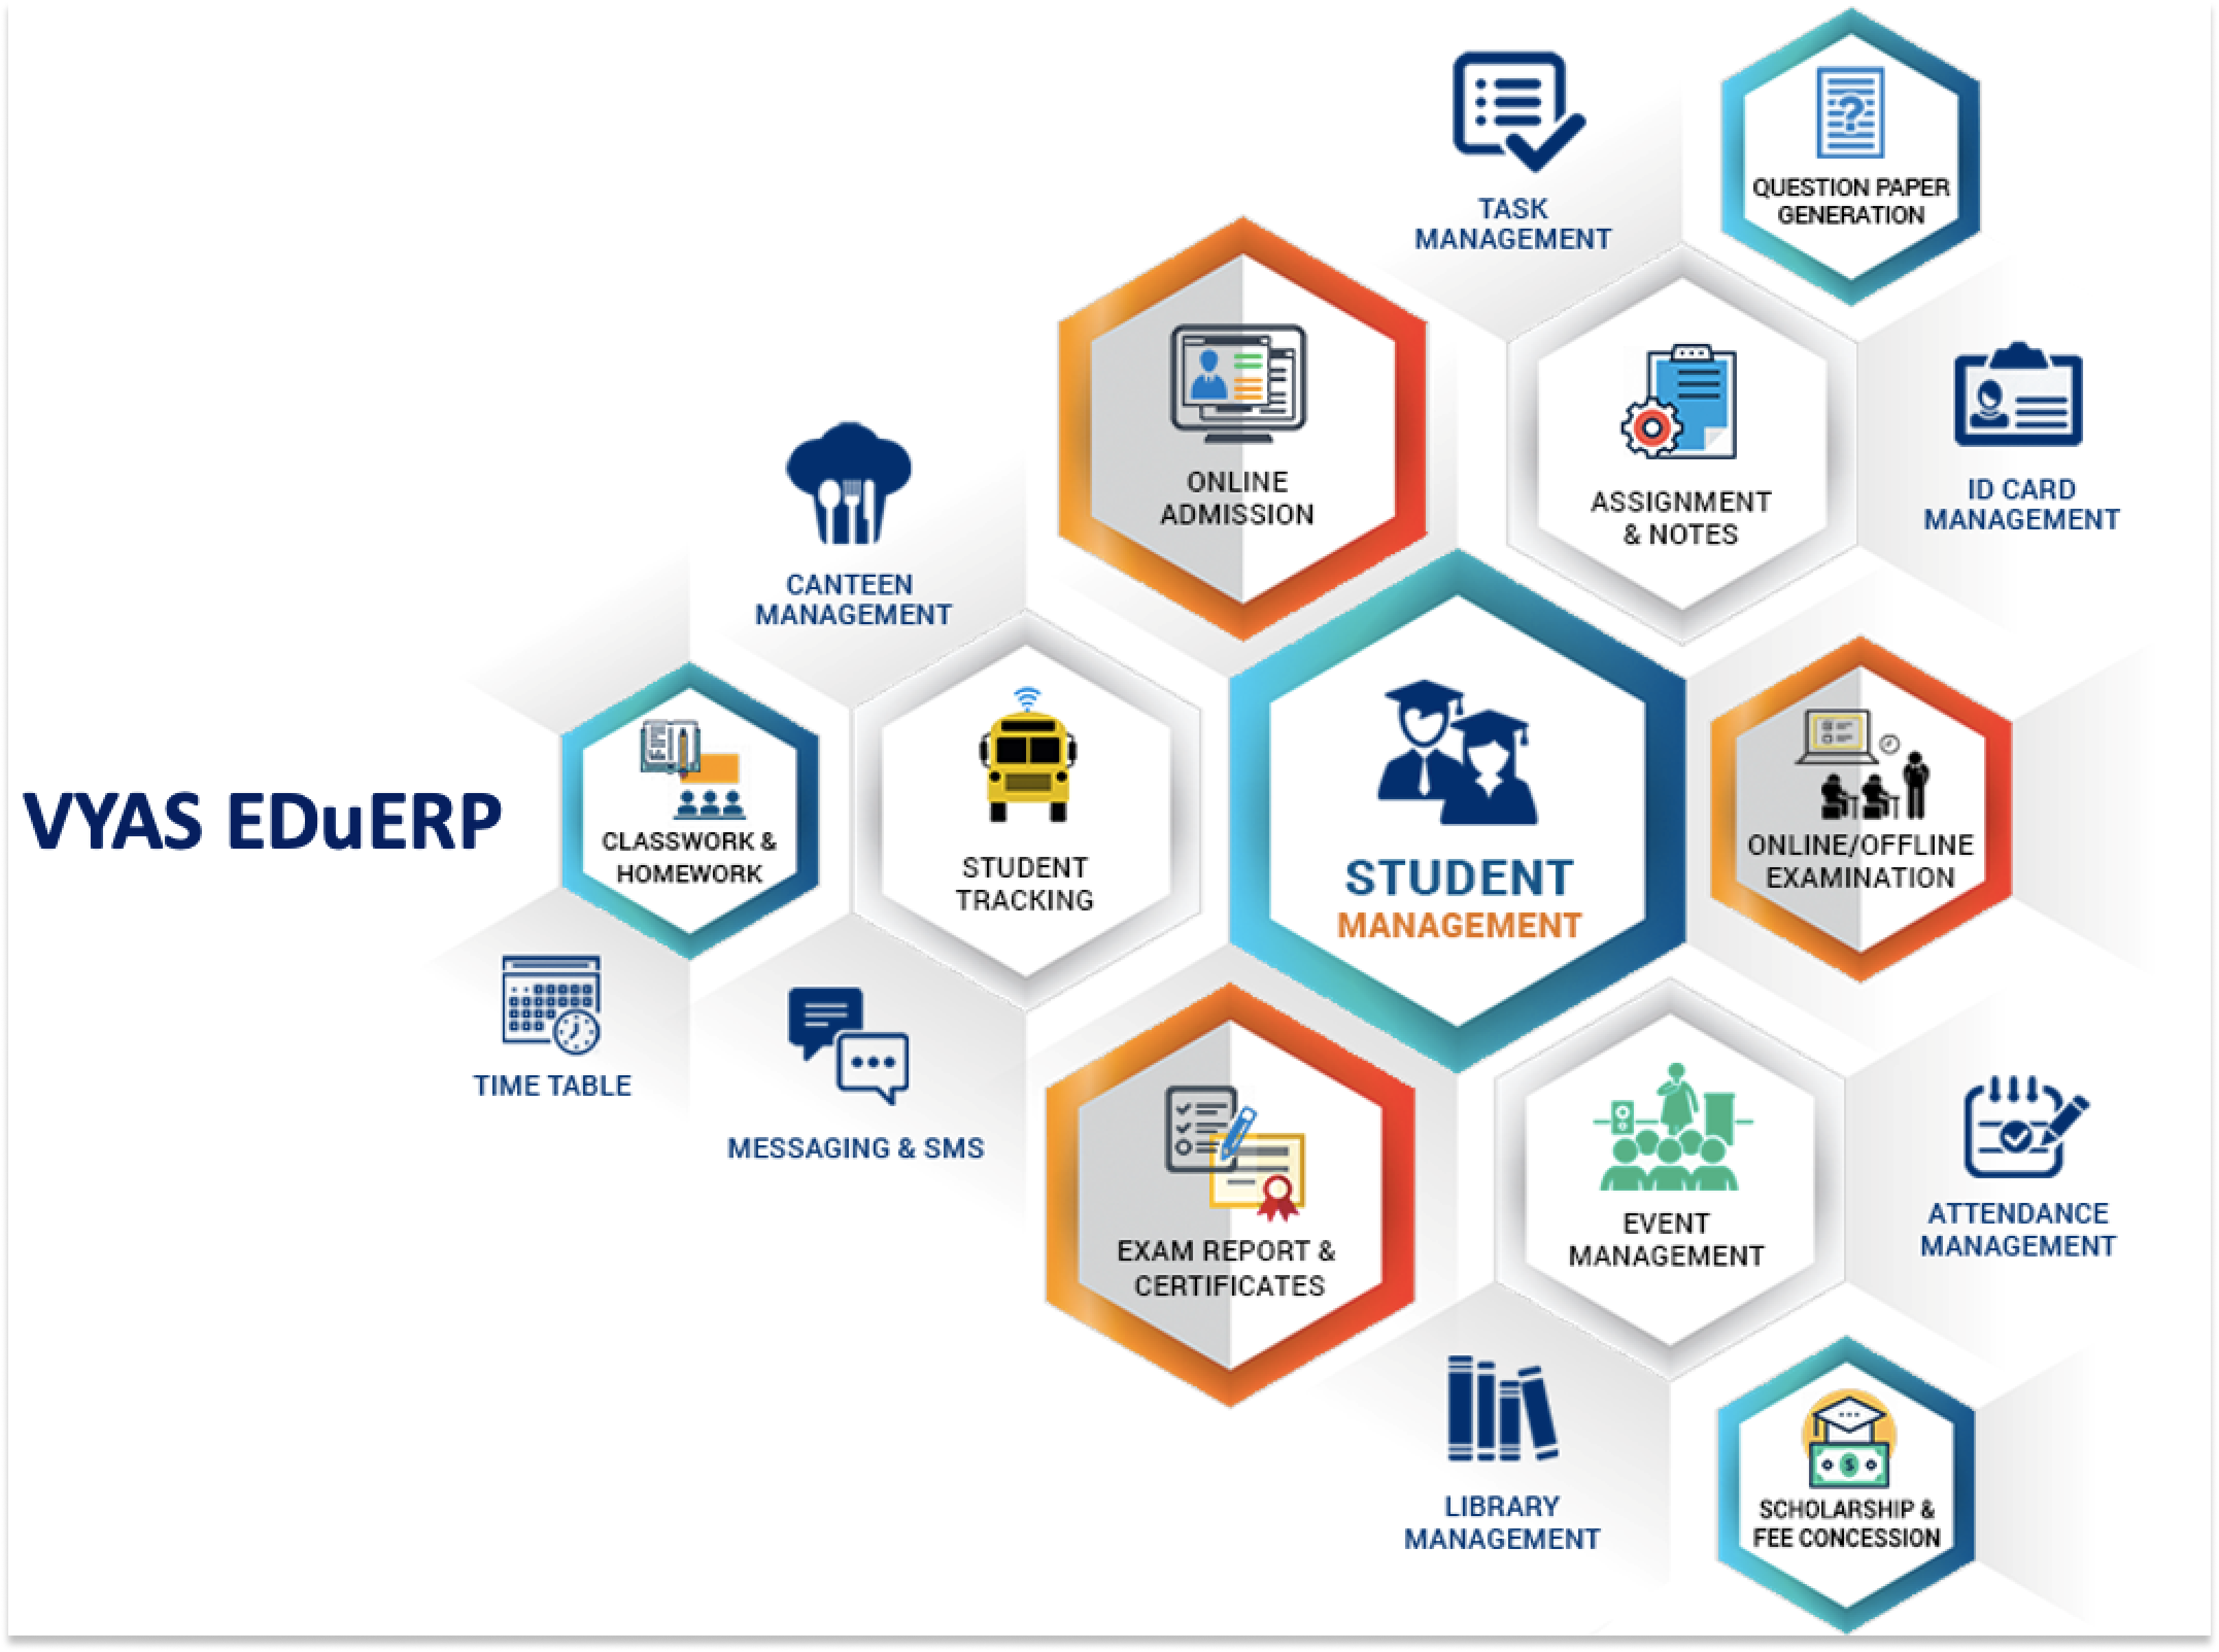 TASK
MANAGEMENT
QUESTION PAPER
GENERATION
ONLINE
ADMISSION
ASSIGNMENT
& NOTES
ID CARD
MANAGEMENT
CANTEEN
MANAGEMENT
VYAS EDuERP
CLASSWORK &
HOMEWORK
STUDENT
TRACKING
STUDENT
MANAGEMENT
ONLINE/OFFLINE
EXAMINATION
TIME TABLE
MESSAGING & SMS
EXAM REPORT &
CERTIFICATES
EVENT
MANAGEMENT
ATTENDANCE
MANAGEMENT
LIBRARY
MANAGEMENT
SCHOLARSHIP &
FEE CONCESSION